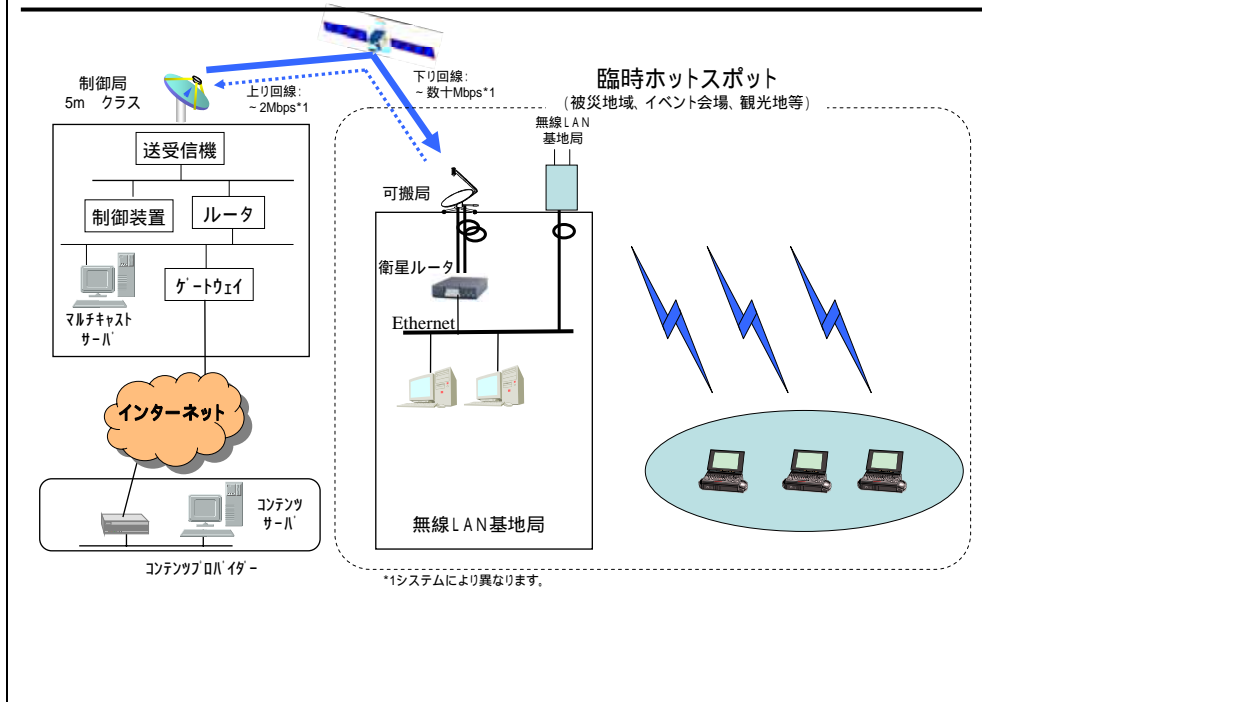 制御局
5m クラス
上り回線:
~2Mbps*1
下り回線:
~数十Mbps*1
臨時ホットスポット
(被災地域、イベント会場、観光地等)
無線LAN
基地局
送受信機
制御装置
ルータ
ゲートウェイ
マルチキャスト
サーバ
可搬局
衛星ルータ
Ethernet
インターネット
コンテンツ
サーバ
コンテンツプロバイダー
無線LAN基地局
*1システムにより異なります。